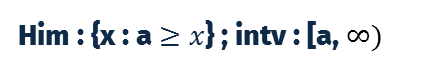 Him : {x : a ≥ x} ; intv : [a, ∞)